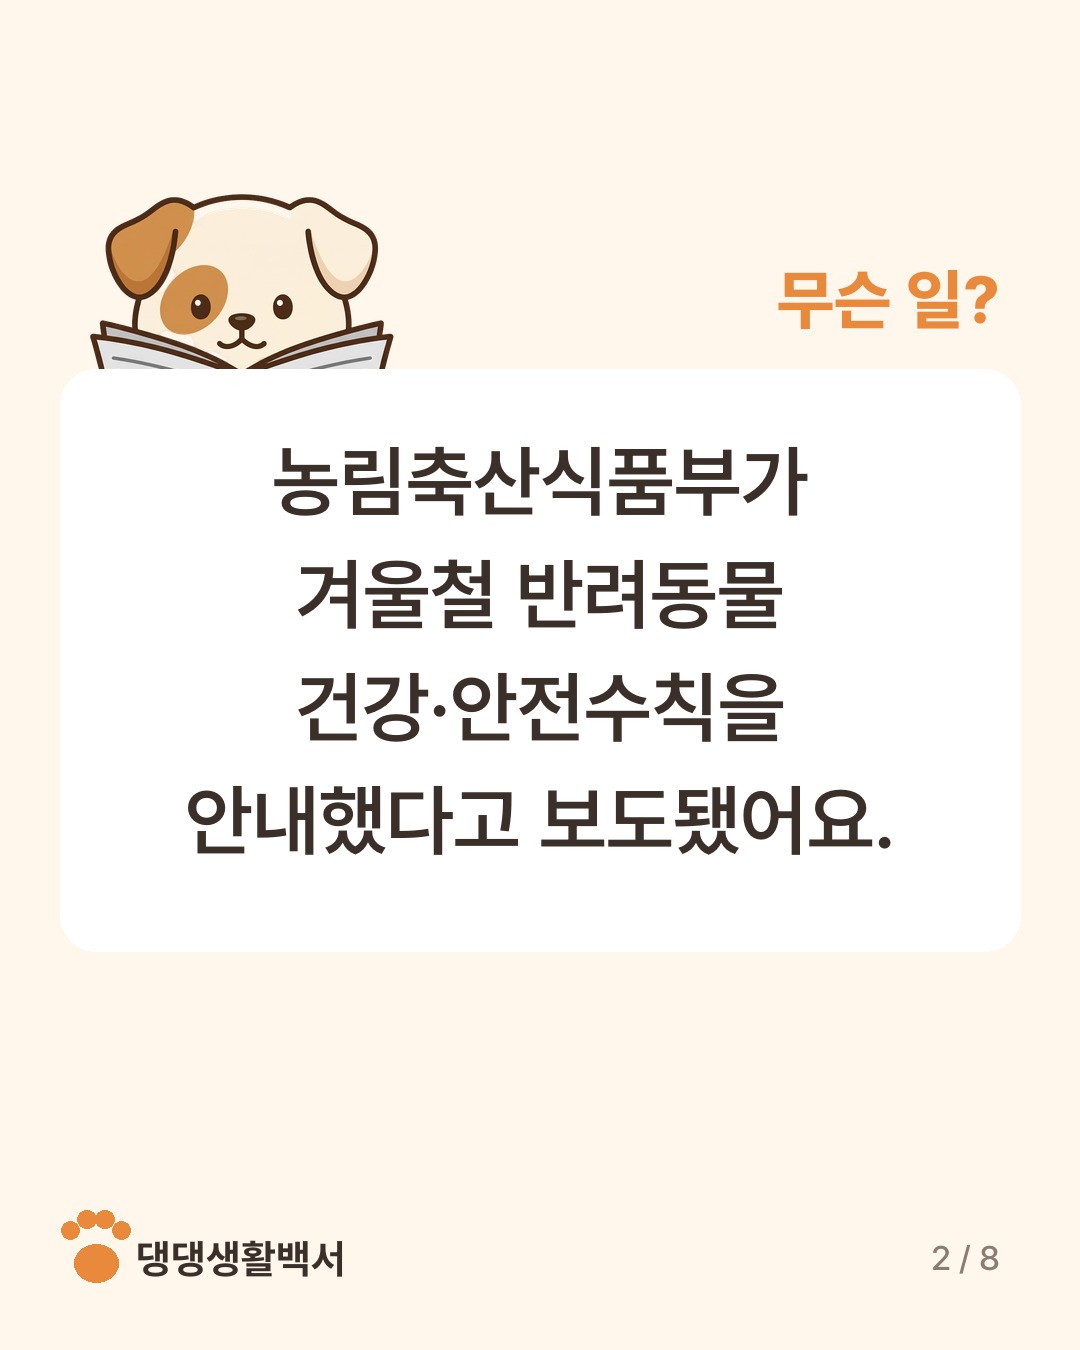 무슨 일?
농림축산식품부가
겨울철 반려동물
건강·안전수칙을
안내했다고 보도됐어요.
댕댕생활백서
2 / 8